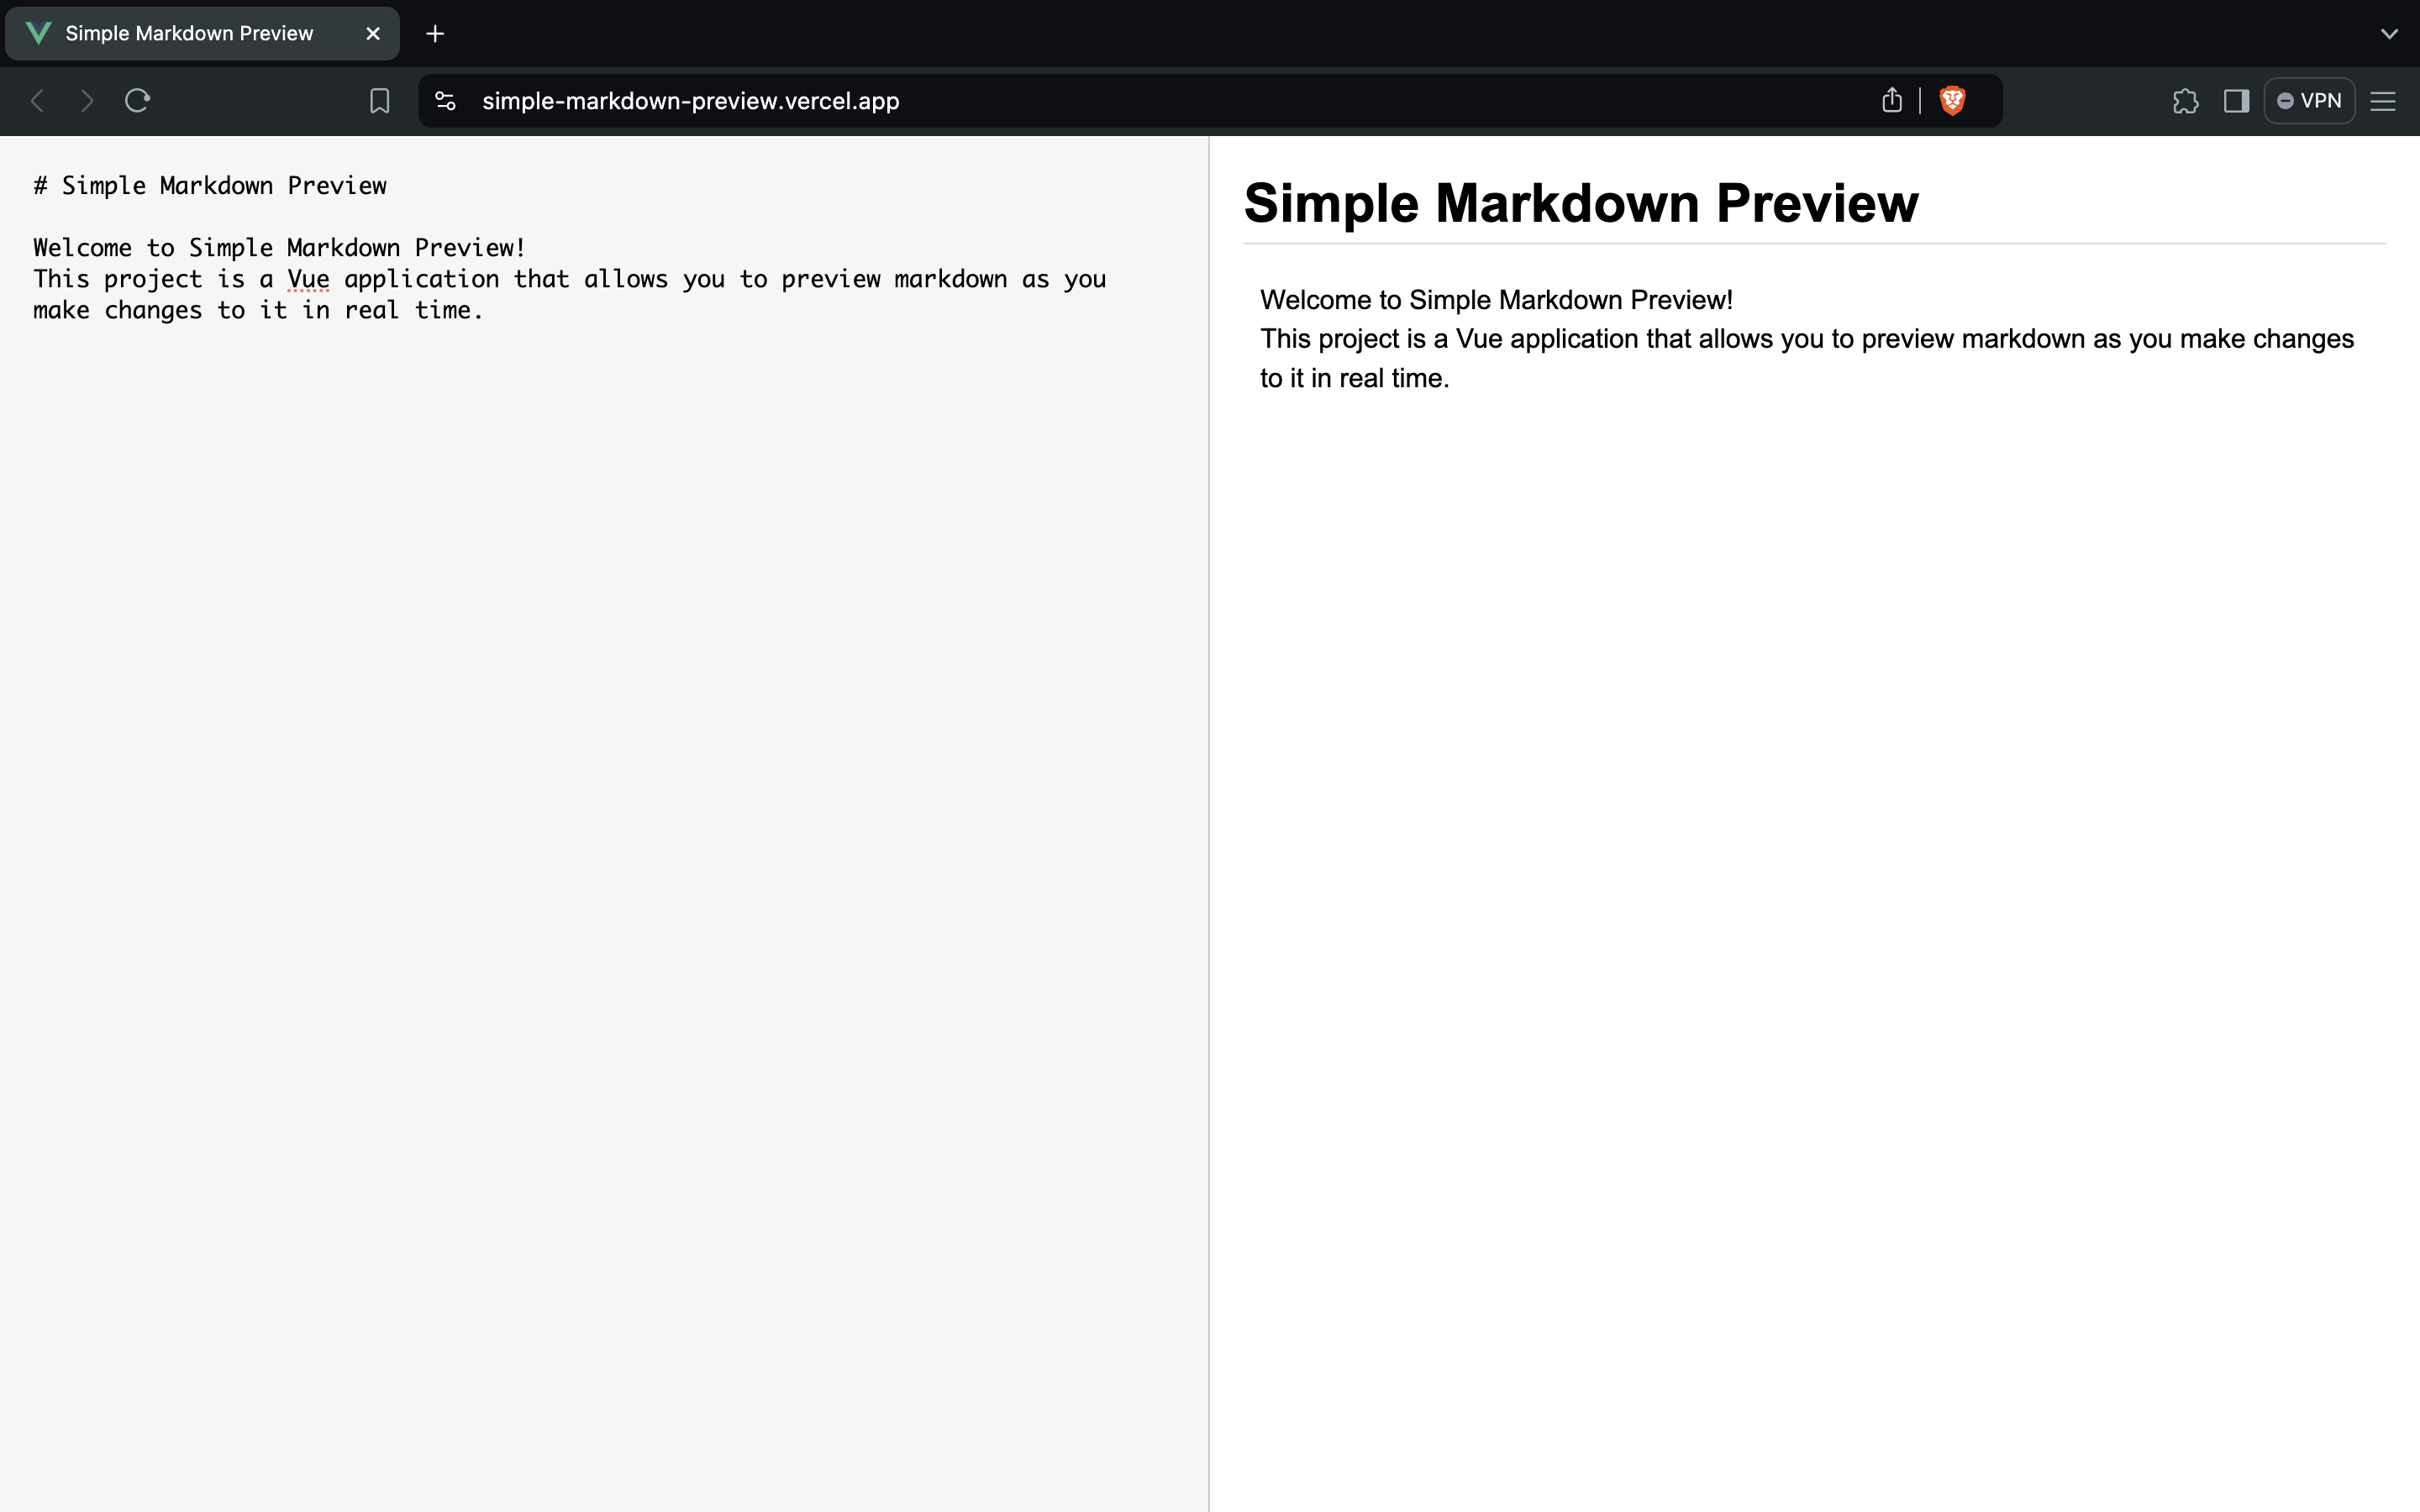 Simple Markdown Preview
simple-markdown-preview.vercel.app
VPN
# Simple Markdown Preview
Welcome to Simple Markdown Preview!
This project is a Vue application that allows you to preview markdown as you
make changes to it in real time.
Simple Markdown Preview
Welcome to Simple Markdown Preview!
This project is a Vue application that allows you to preview markdown as you make changes
to it in real time.